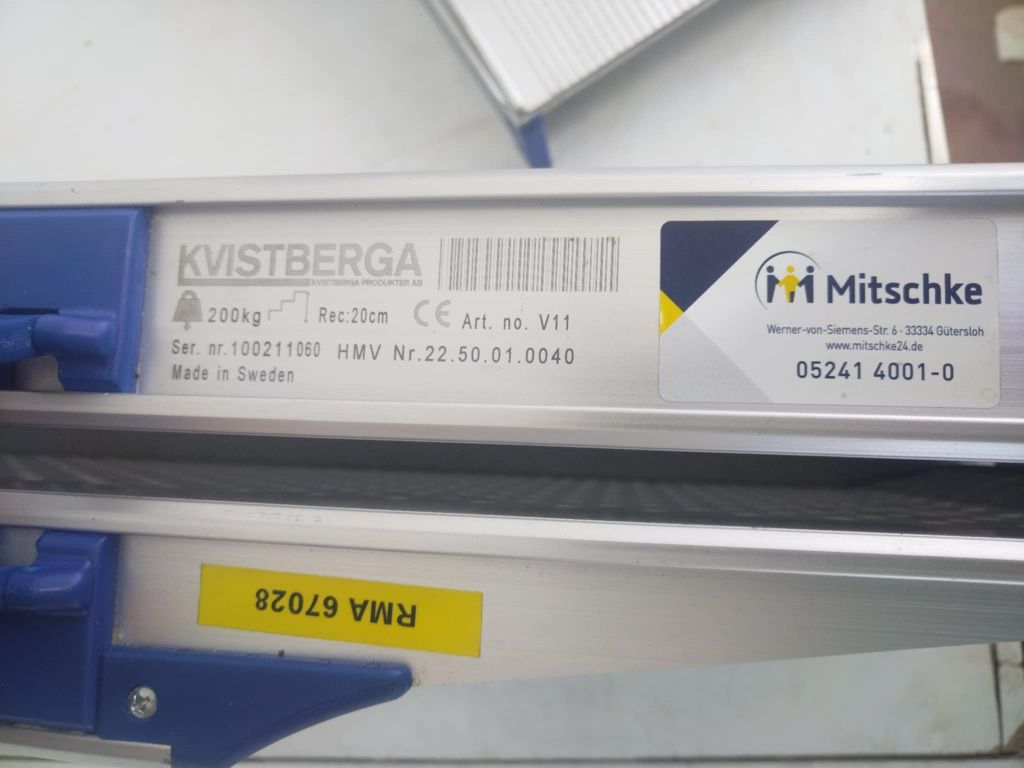 KVISTBERGA
KVISTBERGA PRODUKTER AB
200kg Rec:20cm CE Art. no. V11
Ser. nr.100211060 HMV Nr.22.50.01.0040
Made in Sweden
Mitschke
Werner-von-Siemens-Str. 6 · 33334 Gütersloh
www.mitschke24.de
05241 4001-0
RMA 67028